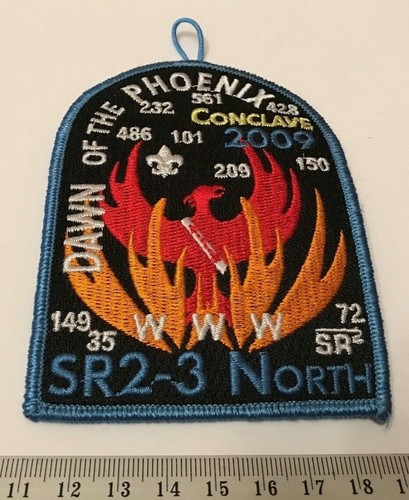 DAWN OF THE PHOENIX
232 561 428
CONCLAVE
486 101 2009
209 150
149 W W W 72
35 SR²
SR2-3 NORTH
11 12 13 14 15 16 17 18